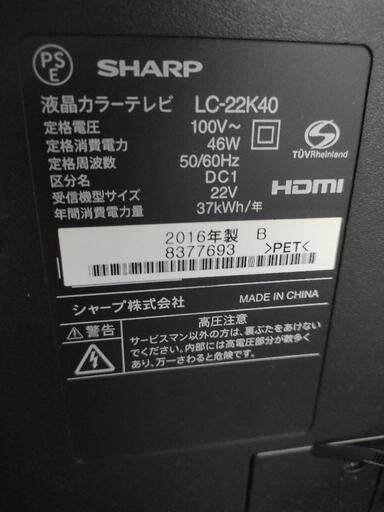 PS
E
SHARP
液晶カラーテレビ LC-22K40
定格電圧 100V～
定格消費電力 46W
定格周波数 50/60Hz
区分名 DC1
受信機型サイズ 22V
年間消費電力量 37kWh/年
TÜVRheinland
HDMI
2016年製 B
8377693 >PET<
シャープ株式会社 MADE IN CHINA
⚠警告 高圧注意
サービスマン以外の方は、裏ぶたをあけない
でください。内部には高電圧部分が数多く
あり、万一さわると危険です。